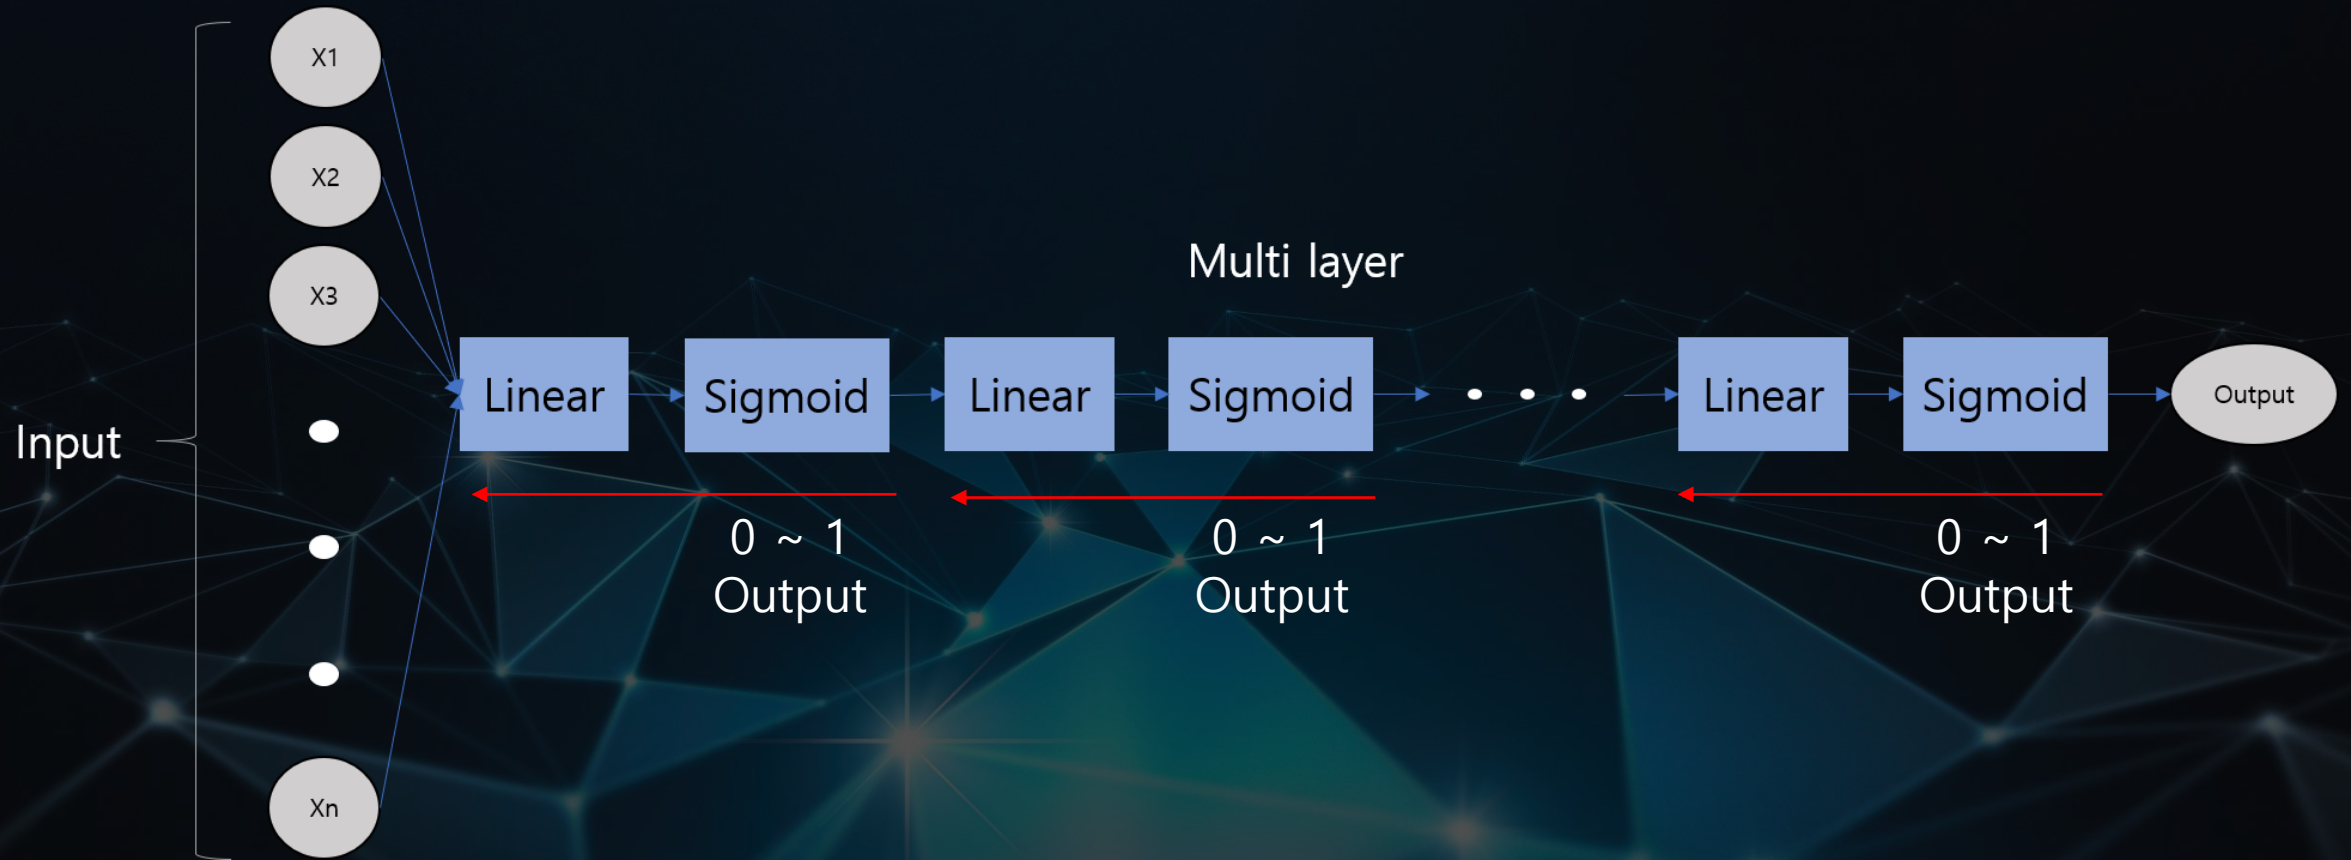 X1
X2
X3
Xn
Input
Multi layer
Linear
Sigmoid
Linear
Sigmoid
Linear
Sigmoid
Output
0 ~ 1
Output
0 ~ 1
Output
0 ~ 1
Output